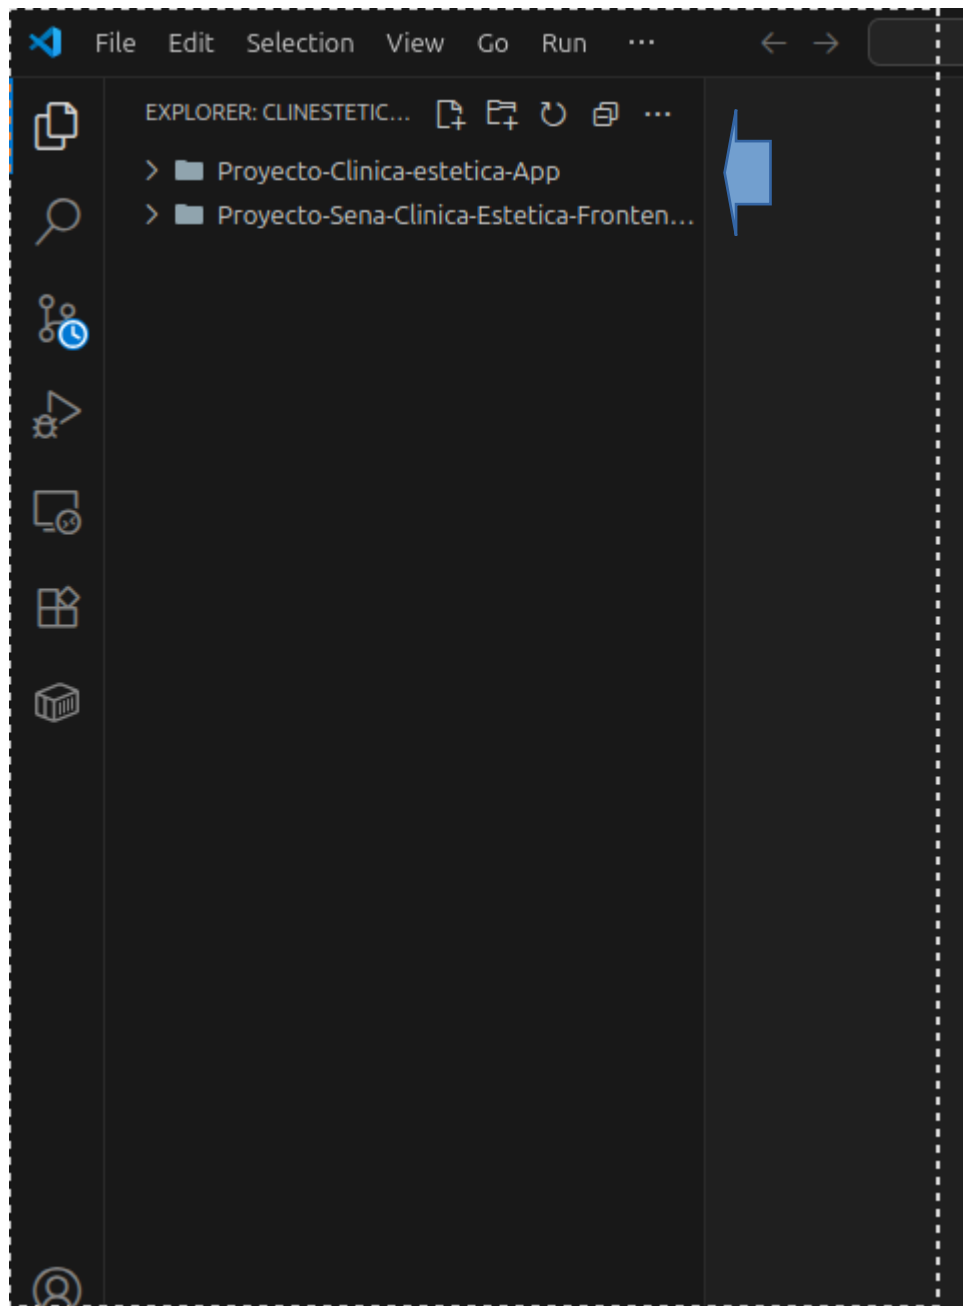 File Edit Selection View Go Run ...
EXPLORER: CLINESTETIC...
Proyecto-Clinica-estetica-App
Proyecto-Sena-Clinica-Estetica-Fronten...